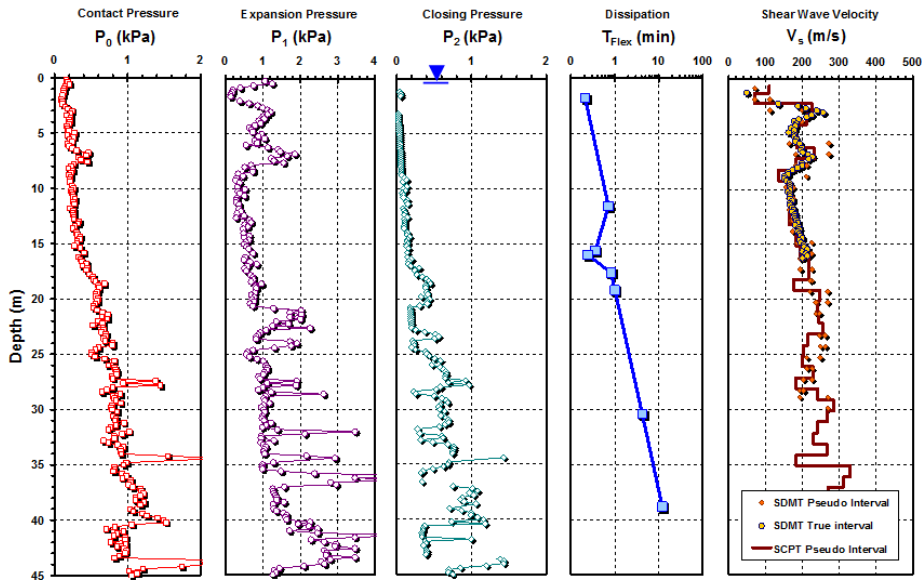 Contact Pressure Expansion Pressure Closing Pressure Dissipation Shear Wave Velocity
P0 (kPa) P1 (kPa) P2 (kPa) TFlex (min) Vs (m/s)
0 1 2 0 1 2 3 4 0 1 2 0 1 10 100 0 100 200 300 400 500
0
5
10
15
20
25
30
35
40
45
Depth (m)
SDMT Pseudo Interval
SDMT True interval
SCPT Pseudo Interval